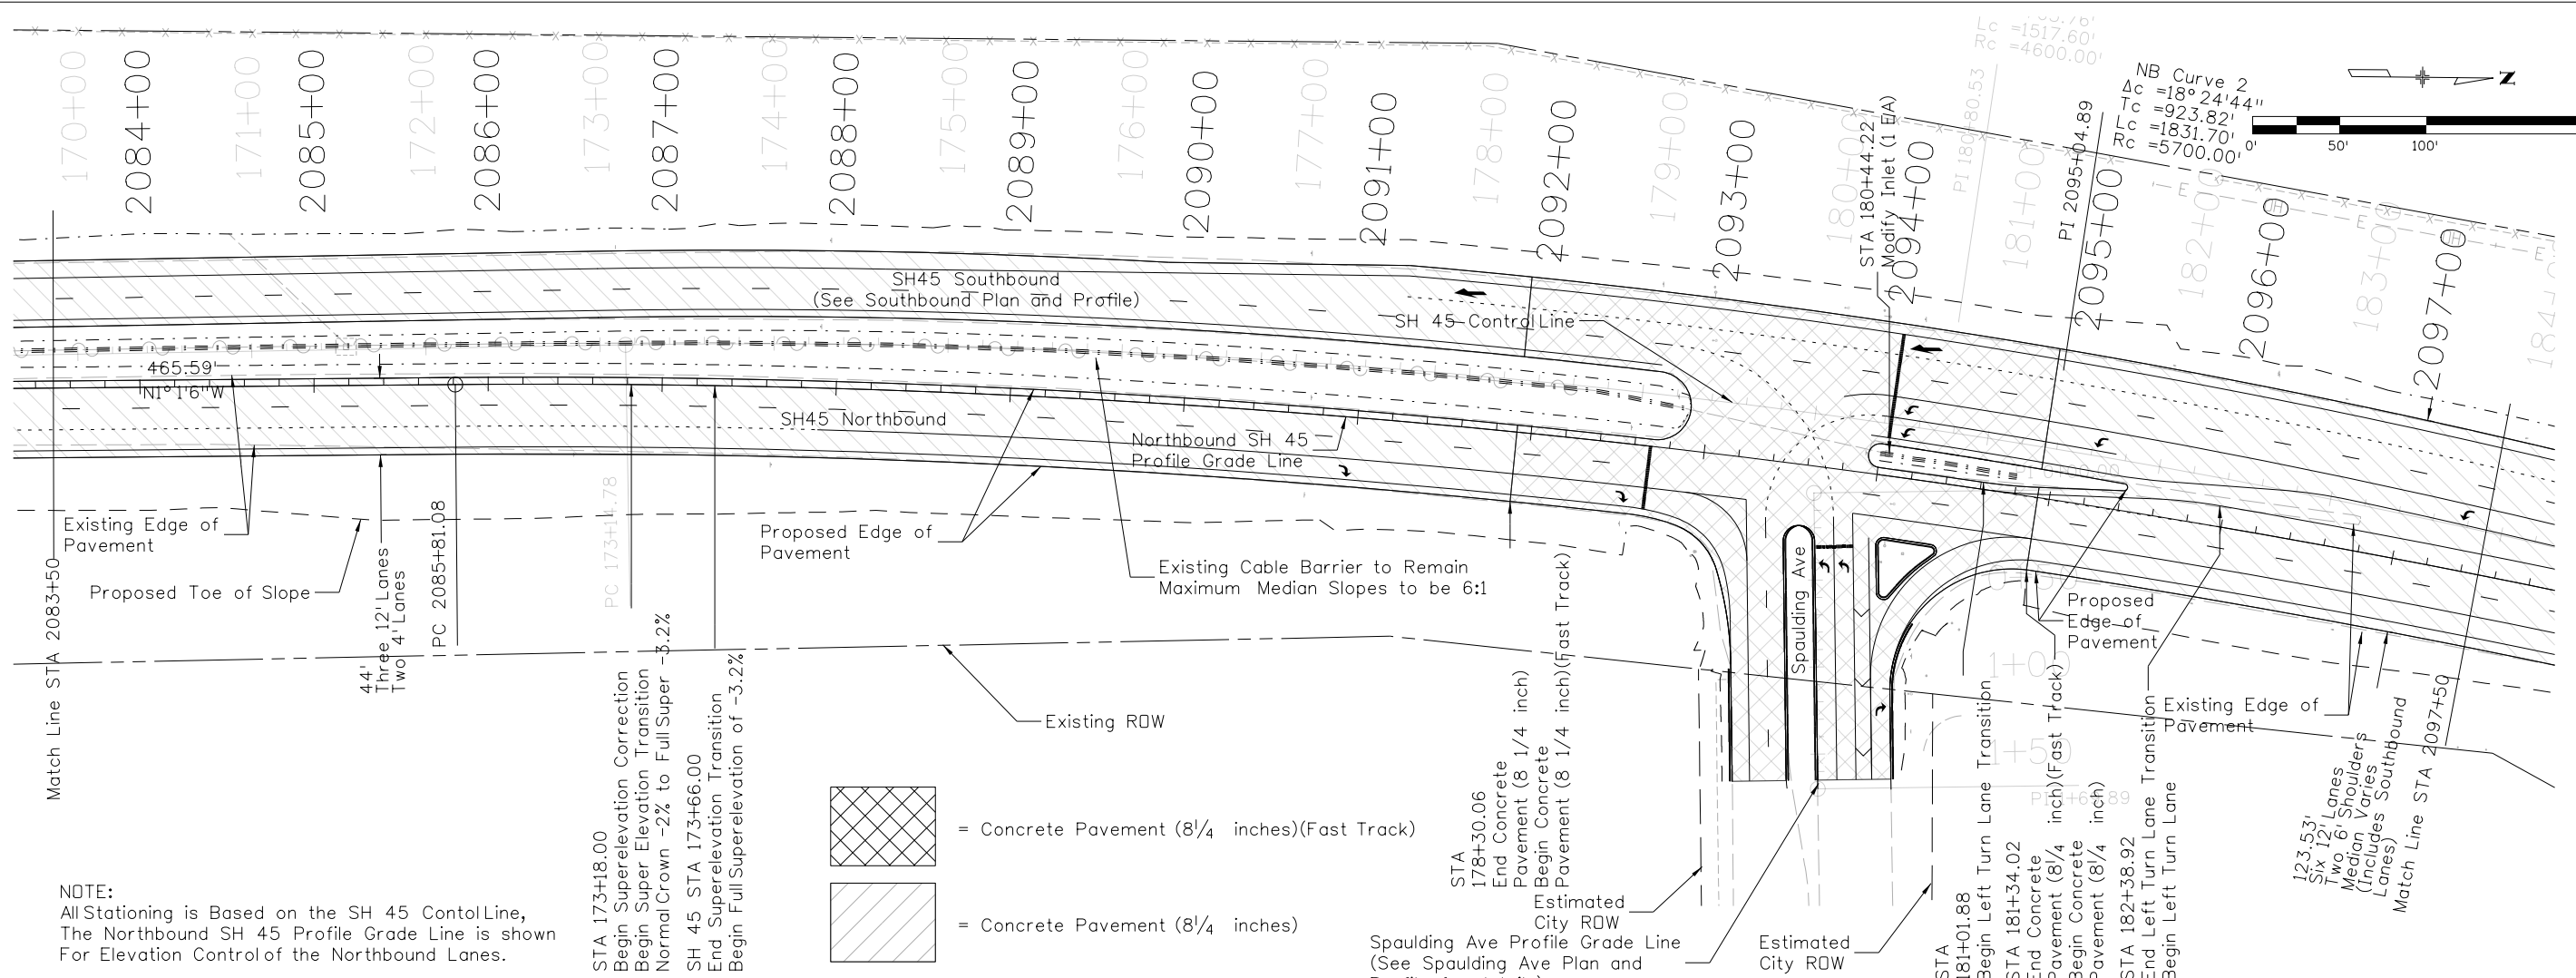 170+00
2084+00
171+00
2085+00
172+00
2086+00
173+00
2087+00
174+00
2088+00
175+00
2089+00
176+00
2090+00
177+00
2091+00
178+00
2092+00
179+00
2093+00
180+00
STA 180+44.22
Modify Inlet (1 EA)
2094+00
PI 180+80.53
181+00
PI 2095+04.89
2095+00
182+00
2096+00
183+00
2097+00
Lc =1517.60'
Rc =4600.00'
NB Curve 2
Δc =18°24'44"
Tc =923.82'
Lc =1831.70'
Rc =5700.00'
N
0'
50'
100'
E
E
E
SH45 Southbound
(See Southbound Plan and Profile)
SH 45 Control Line
465.59'
N1°1'6"W
SH45 Northbound
Northbound SH 45
Profile Grade Line
Existing Edge of
Pavement
Proposed Toe of Slope
Match Line STA 2083+50
44'
Three 12' Lanes
Two 4' Lanes
PC 2085+81.08
PC 173+14.78
Proposed Edge of
Pavement
Existing Cable Barrier to Remain
Maximum Median Slopes to be 6:1
Existing ROW
Spaulding Ave
Proposed
Edge of
Pavement
1+00
1+50
Existing Edge of
Pavement
STA 173+18.00
Begin Superelevation Correction
Begin Super Elevation Transition
Normal Crown -2% to Full Super -3.2%
SH 45 STA 173+66.00
End Superelevation Transition
Begin Full Superelevation of -3.2%
STA
178+30.06
End Concrete
Pavement (8 1/4 inch)
Begin Concrete
Pavement (8 1/4 inch)(Fast Track)
STA
181+01.88
Begin Left Turn Lane Transition
STA 181+34.02
End Concrete
Pavement (8¼ inch)(Fast Track)
Begin Concrete
Pavement (8¼ inch)
STA 182+38.92
End Left Turn Lane Transition
Begin Left Turn Lane
123.53'
Six 12' Lanes
Two 6' Shoulders
Median Varies
(Includes Southbound
Lanes)
Match Line STA 2097+50
= Concrete Pavement (8¼ inches)(Fast Track)
= Concrete Pavement (8¼ inches)
NOTE:
All Stationing is Based on the SH 45 Contol Line,
The Northbound SH 45 Profile Grade Line is shown
For Elevation Control of the Northbound Lanes.
Estimated
City ROW
Spaulding Ave Profile Grade Line
(See Spaulding Ave Plan and
Estimated
City ROW